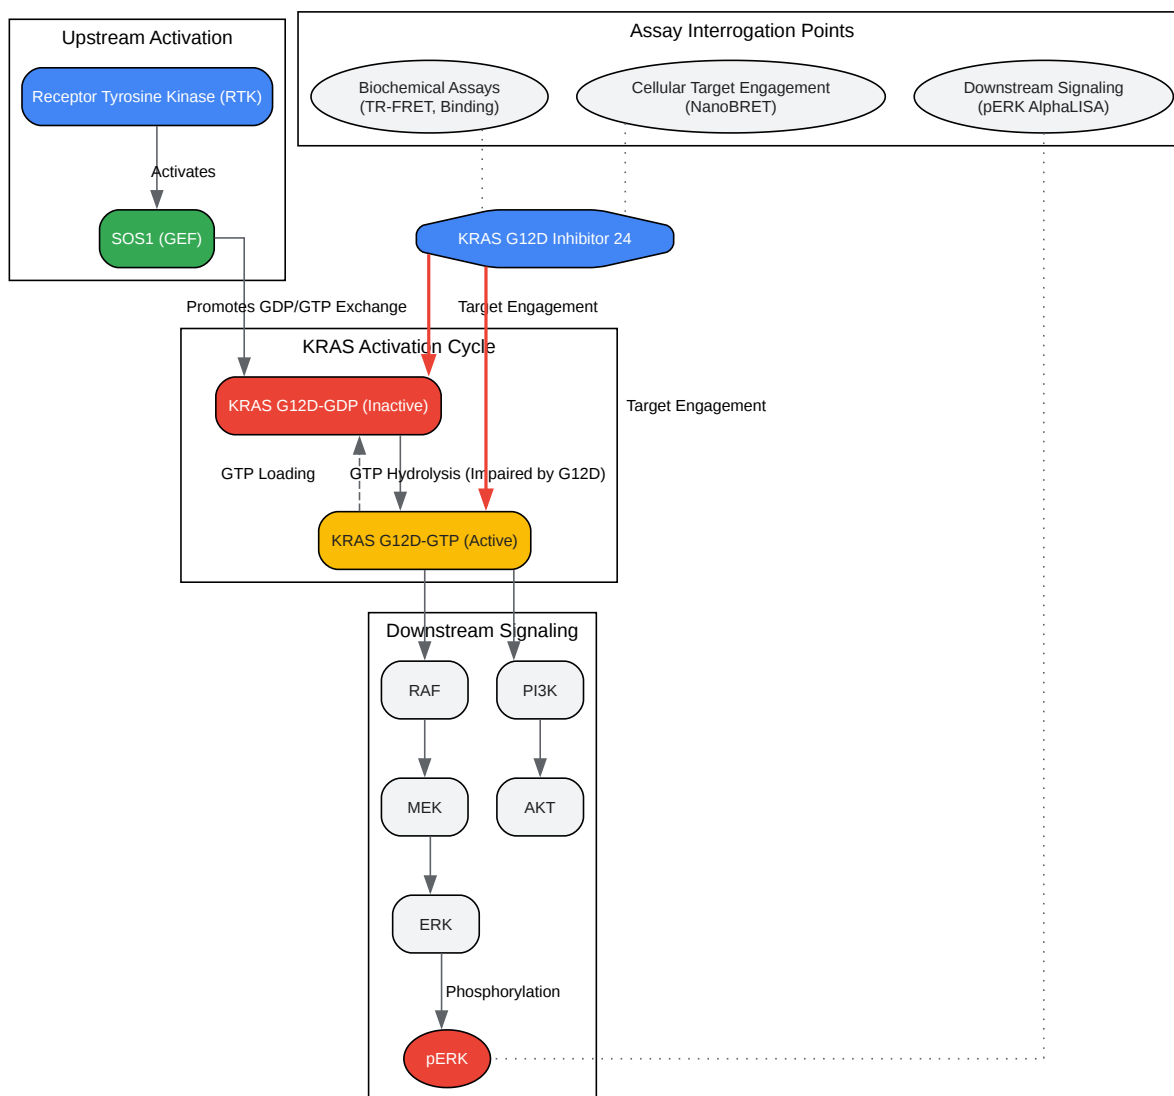 Upstream Activation
Receptor Tyrosine Kinase (RTK)
Activates
SOS1 (GEF)
Assay Interrogation Points
Biochemical Assays
(TR-FRET, Binding)
Cellular Target Engagement
(NanoBRET)
Downstream Signaling
(pERK AlphaLISA)
KRAS G12D Inhibitor 24
Promotes GDP/GTP Exchange
Target Engagement
KRAS Activation Cycle
KRAS G12D-GDP (Inactive)
Target Engagement
GTP Loading
GTP Hydrolysis (Impaired by G12D)
KRAS G12D-GTP (Active)
Downstream Signaling
RAF
PI3K
MEK
AKT
ERK
Phosphorylation
pERK